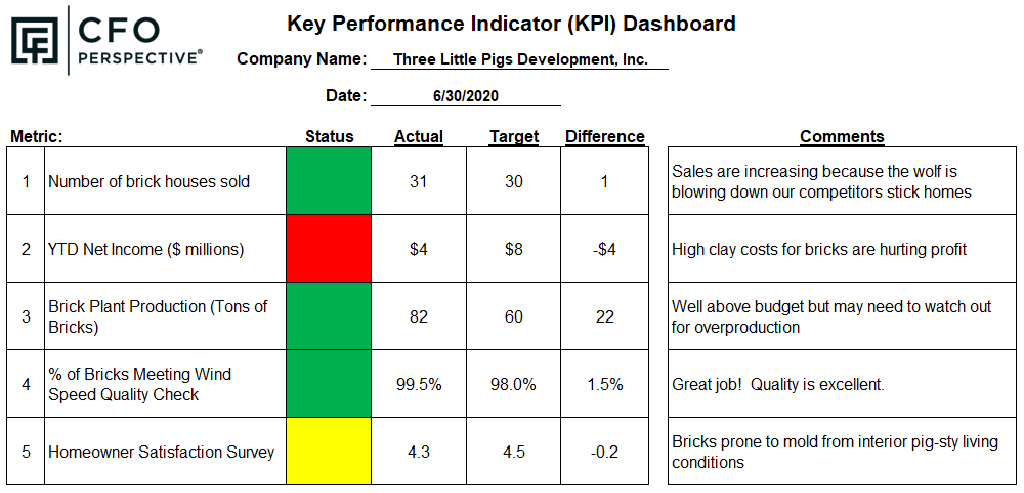 CFO
PERSPECTIVE®
Key Performance Indicator (KPI) Dashboard
Company Name: Three Little Pigs Development, Inc.
Date: 6/30/2020
Metric: Status Actual Target Difference Comments
1 Number of brick houses sold 31 30 1
Sales are increasing because the wolf is
blowing down our competitors stick homes
2 YTD Net Income ($ millions) $4 $8 -$4 High clay costs for bricks are hurting profit
3 Brick Plant Production (Tons of
Bricks) 82 60 22
Well above budget but may need to watch out
for overproduction
4 % of Bricks Meeting Wind
Speed Quality Check 99.5% 98.0% 1.5% Great job!  Quality is excellent.
5 Homeowner Satisfaction Survey 4.3 4.5 -0.2
Bricks prone to mold from interior pig-sty living
conditions